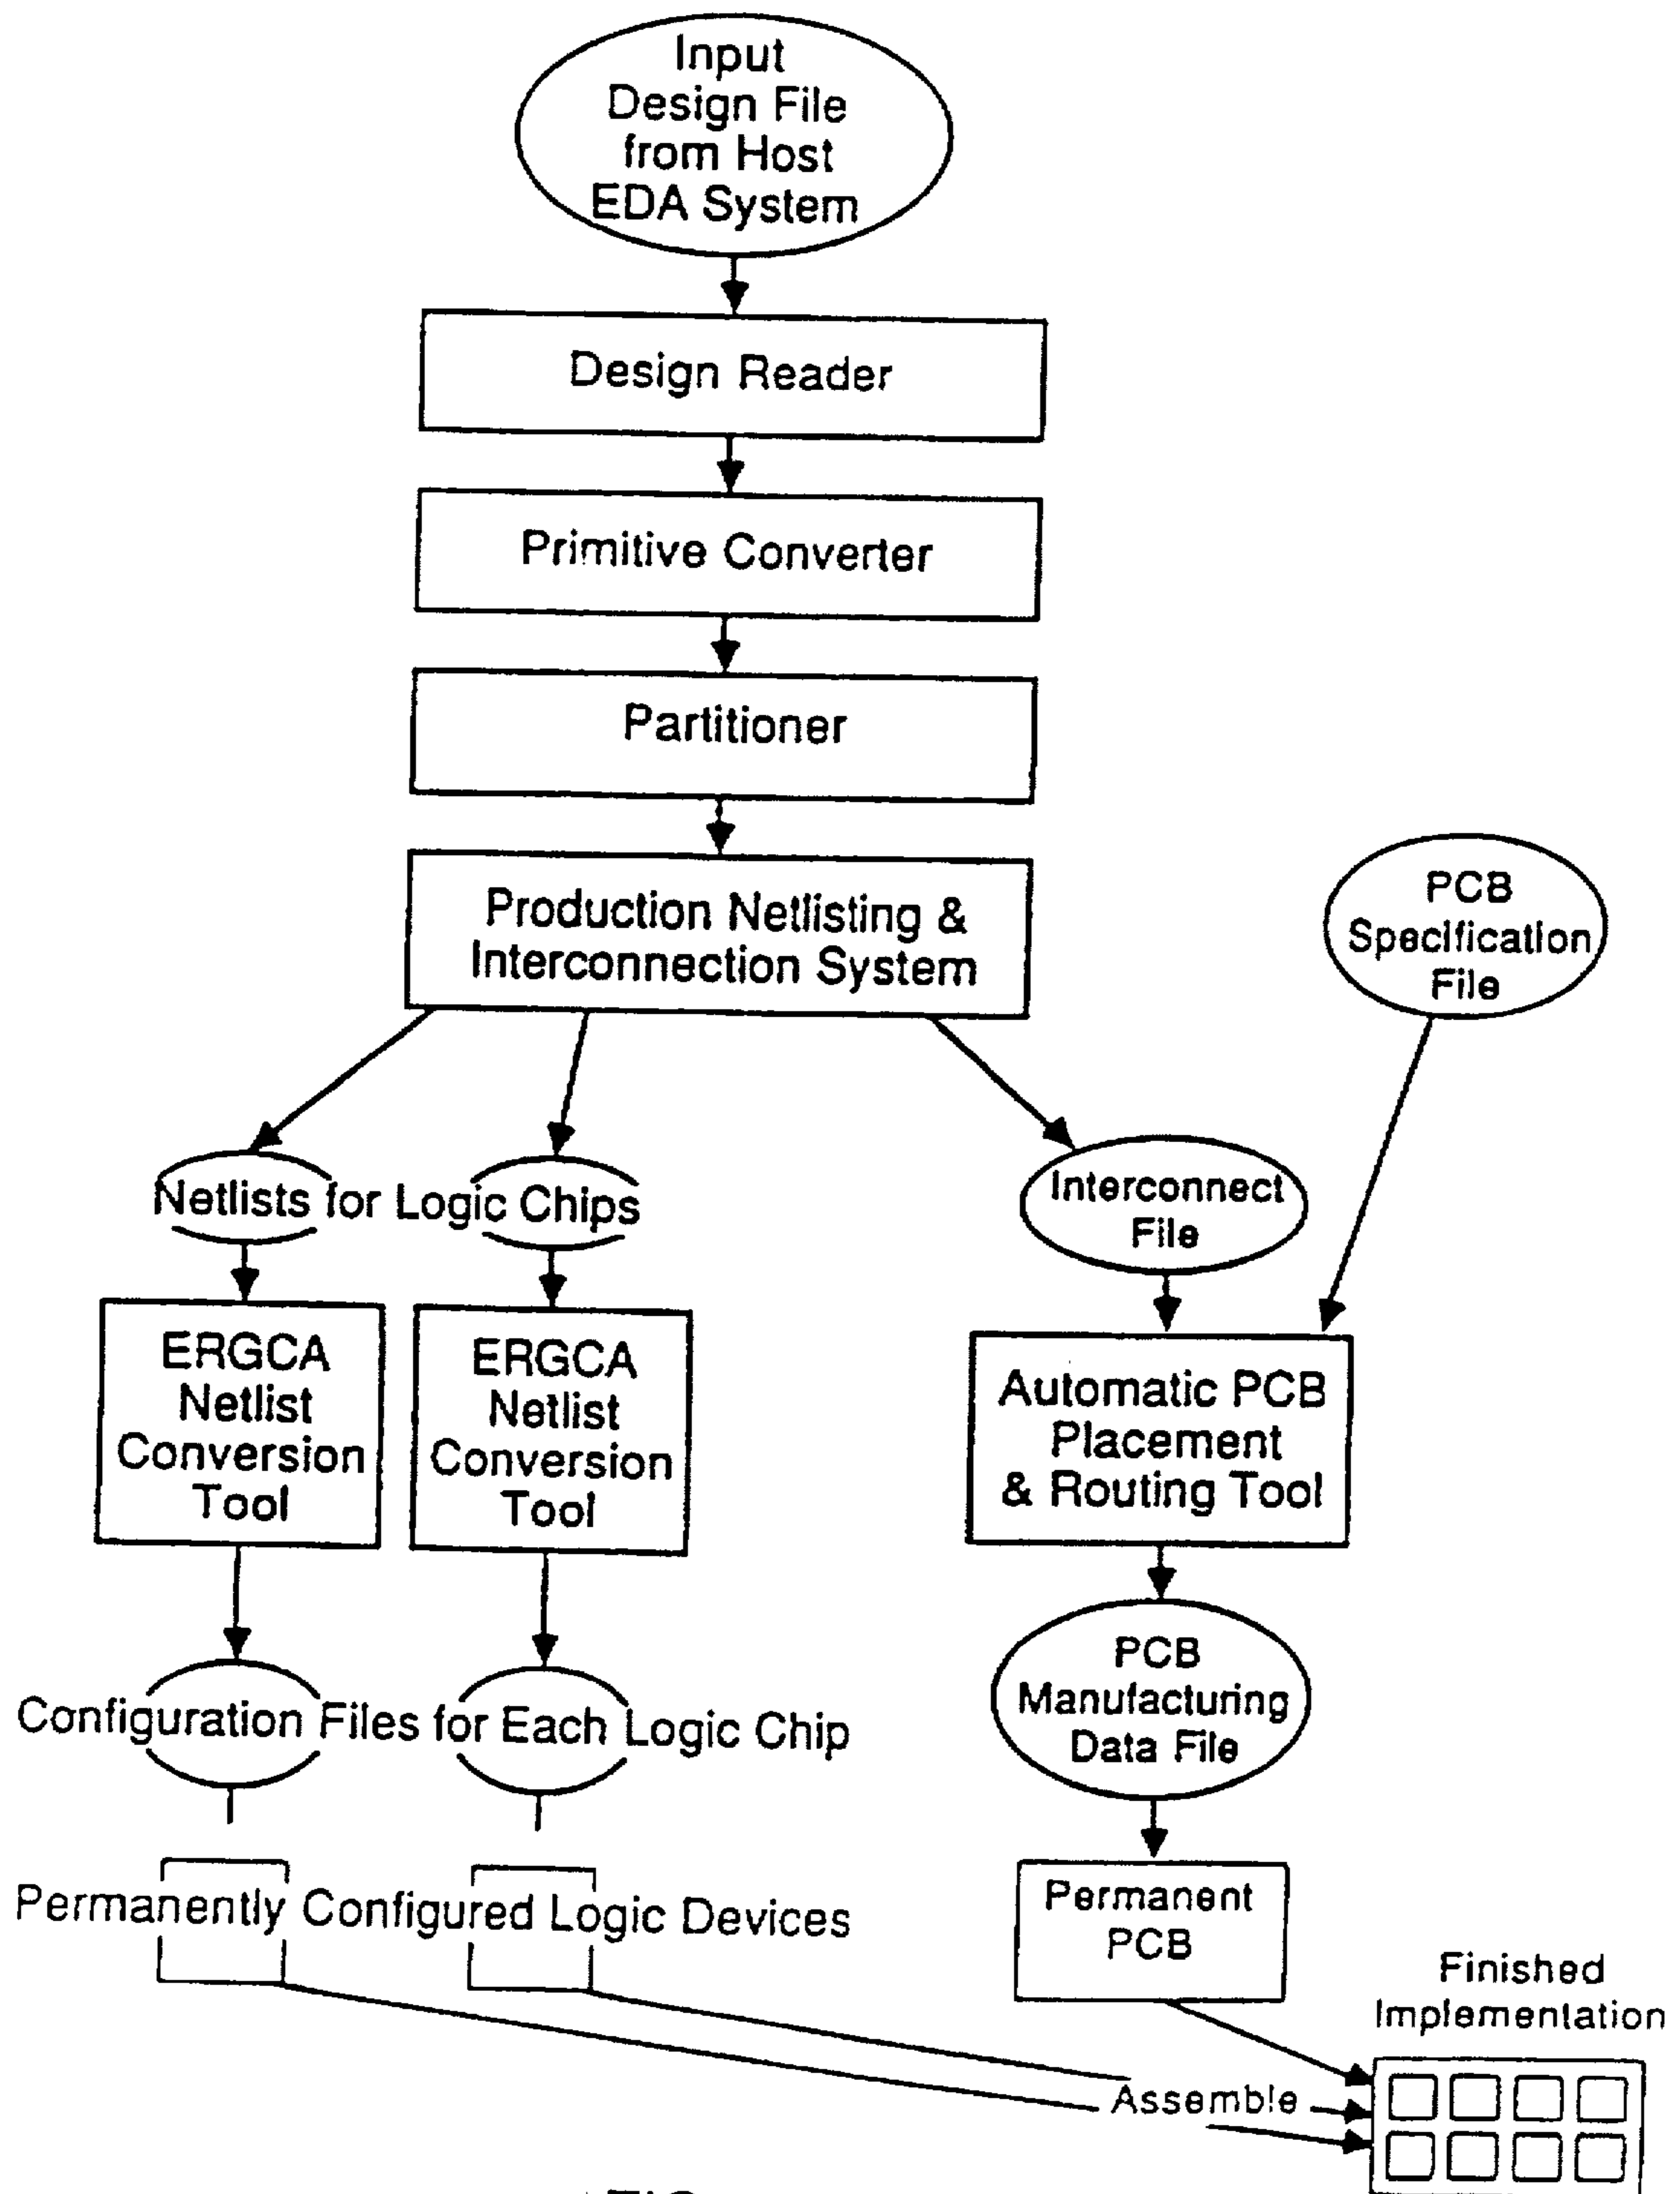 Input
Design File
from Host
EDA System
Design Reader
Primitive Converter
Partitioner
Production Netlisting &
Interconnection System
PCB
Specification
File
Netlists for Logic Chips
Interconnect
File
ERGCA
Netlist
Conversion
Tool
ERGCA
Netlist
Conversion
Tool
Automatic PCB
Placement
& Routing Tool
Configuration Files for Each Logic Chip
PCB
Manufacturing
Data File
Permanently Configured Logic Devices
Permanent
PCB
Finished
Implementation
Assemble